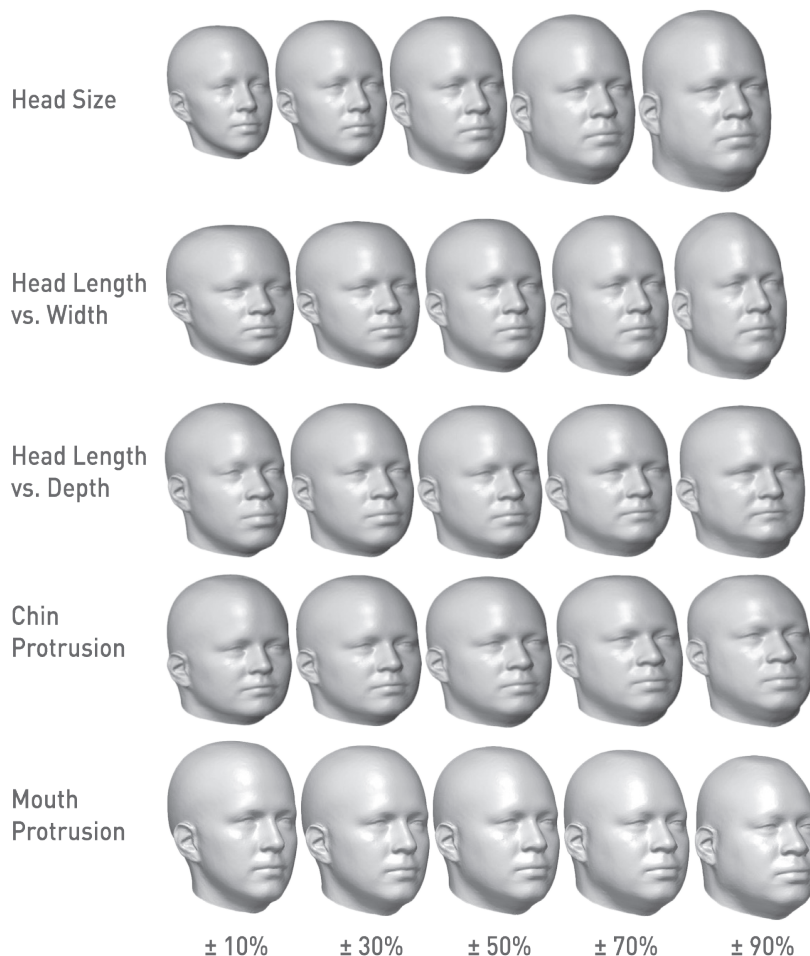 Head Size
Head Length
vs. Width
Head Length
vs. Depth
Chin
Protrusion
Mouth
Protrusion
± 10% ± 30% ± 50% ± 70% ± 90%